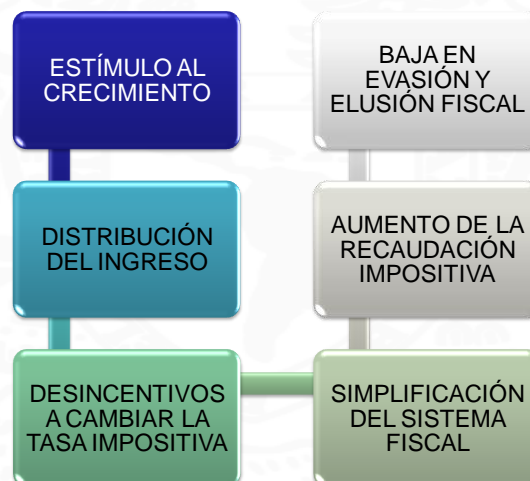 ESTÍMULO AL
CRECIMIENTO
DISTRIBUCIÓN
DEL INGRESO
DESINCENTIVOS
A CAMBIAR LA
TASA IMPOSITIVA
SIMPLIFICACIÓN
DEL SISTEMA
FISCAL
AUMENTO DE LA
RECAUDACIÓN
IMPOSITIVA
BAJA EN
EVASIÓN Y
ELUSIÓN FISCAL